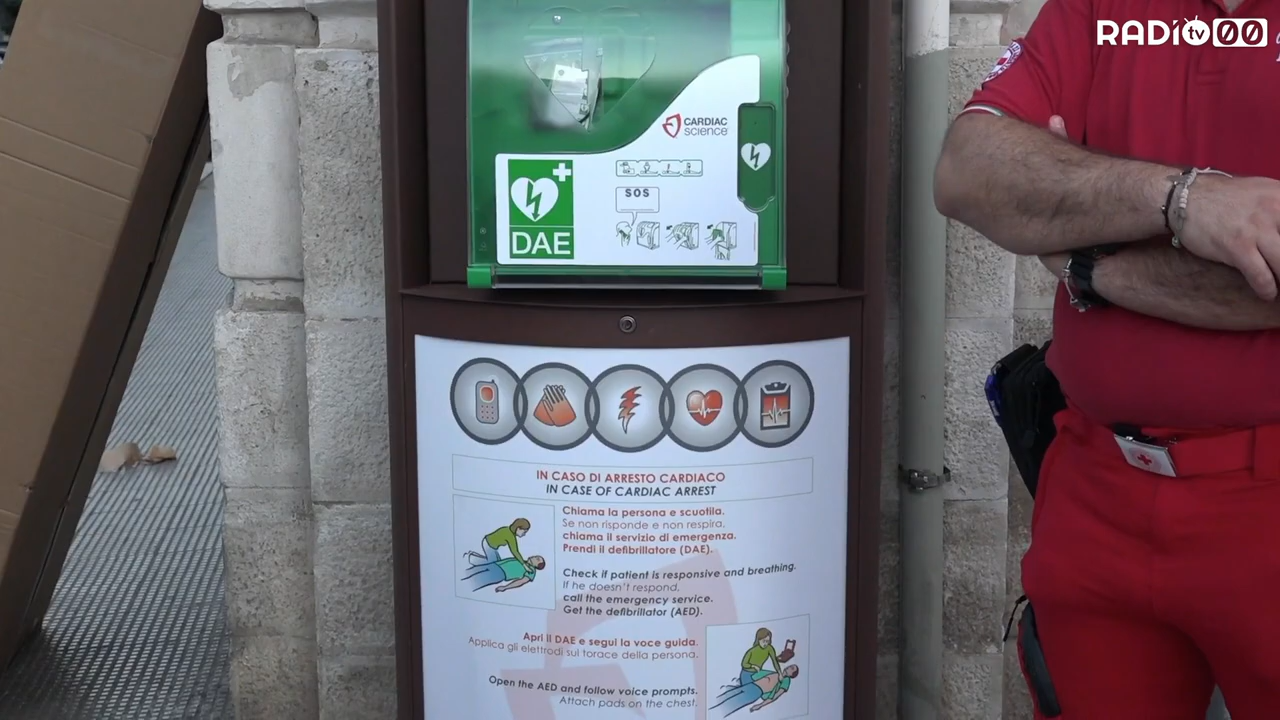 RADIO tv 00
CARDIAC
science
SOS
DAE
IN CASO DI ARRESTO CARDIACO
IN CASE OF CARDIAC ARREST
Chiama la persona e scuotila.
Se non risponde e non respira,
chiama il servizio di emergenza.
Prendi il defibrillatore (DAE).
Check if patient is responsive and breathing.
If he doesn't respond,
call the emergency service.
Get the defibrillator (AED).
Apri il DAE e segui la voce guida.
Applica gli elettrodi sul torace della persona.
Open the AED and follow voice prompts.
Attach pads on the chest.